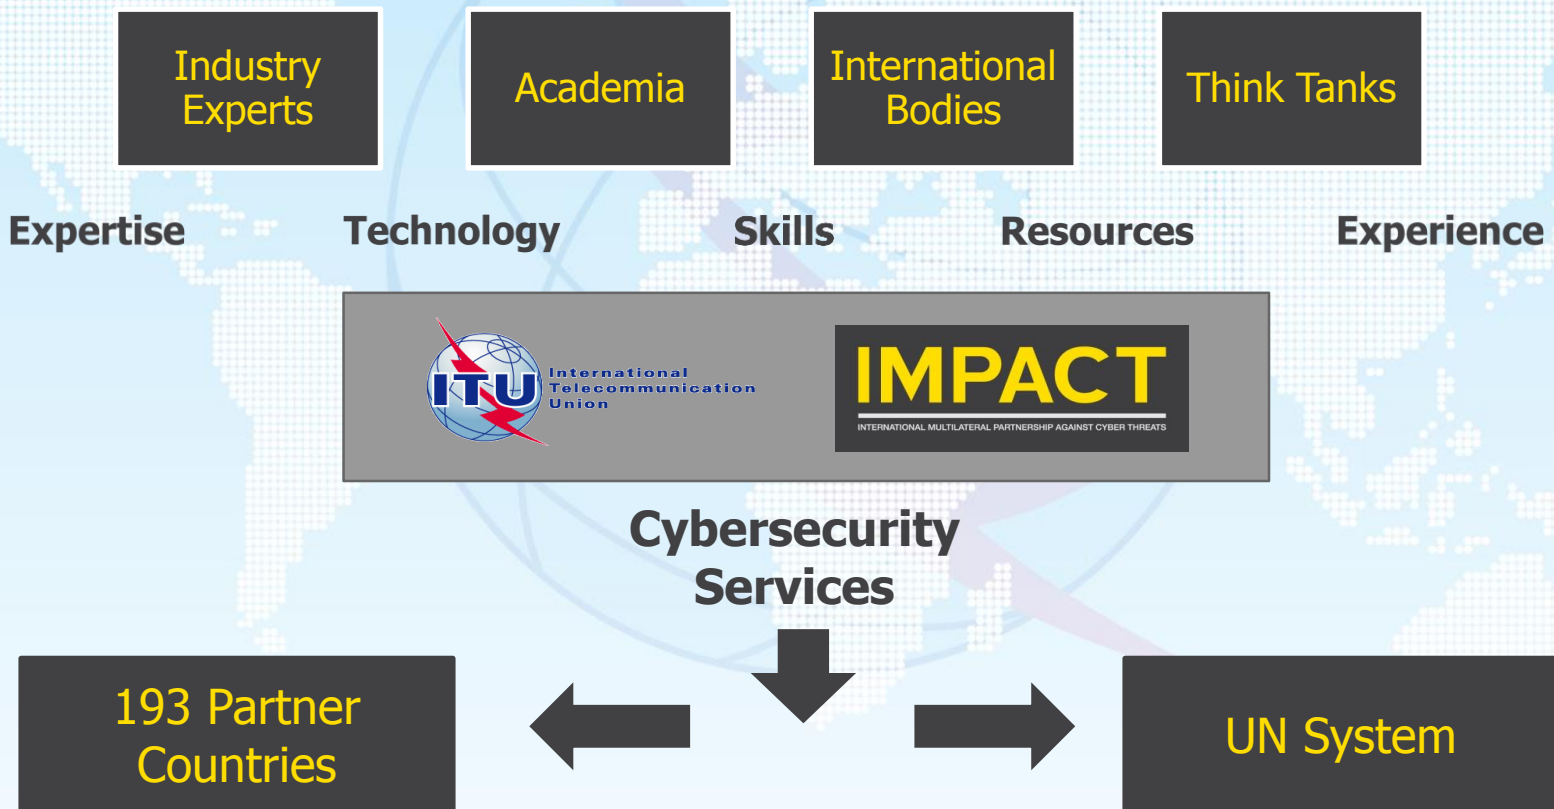 Industry
Experts
Academia
International
Bodies
Think Tanks
Expertise
Technology
Skills
Resources
Experience
ITU
International
Telecommunication
Union
IMPACT
INTERNATIONAL MULTILATERAL PARTNERSHIP AGAINST CYBER THREATS
Cybersecurity
Services
193 Partner
Countries
UN System